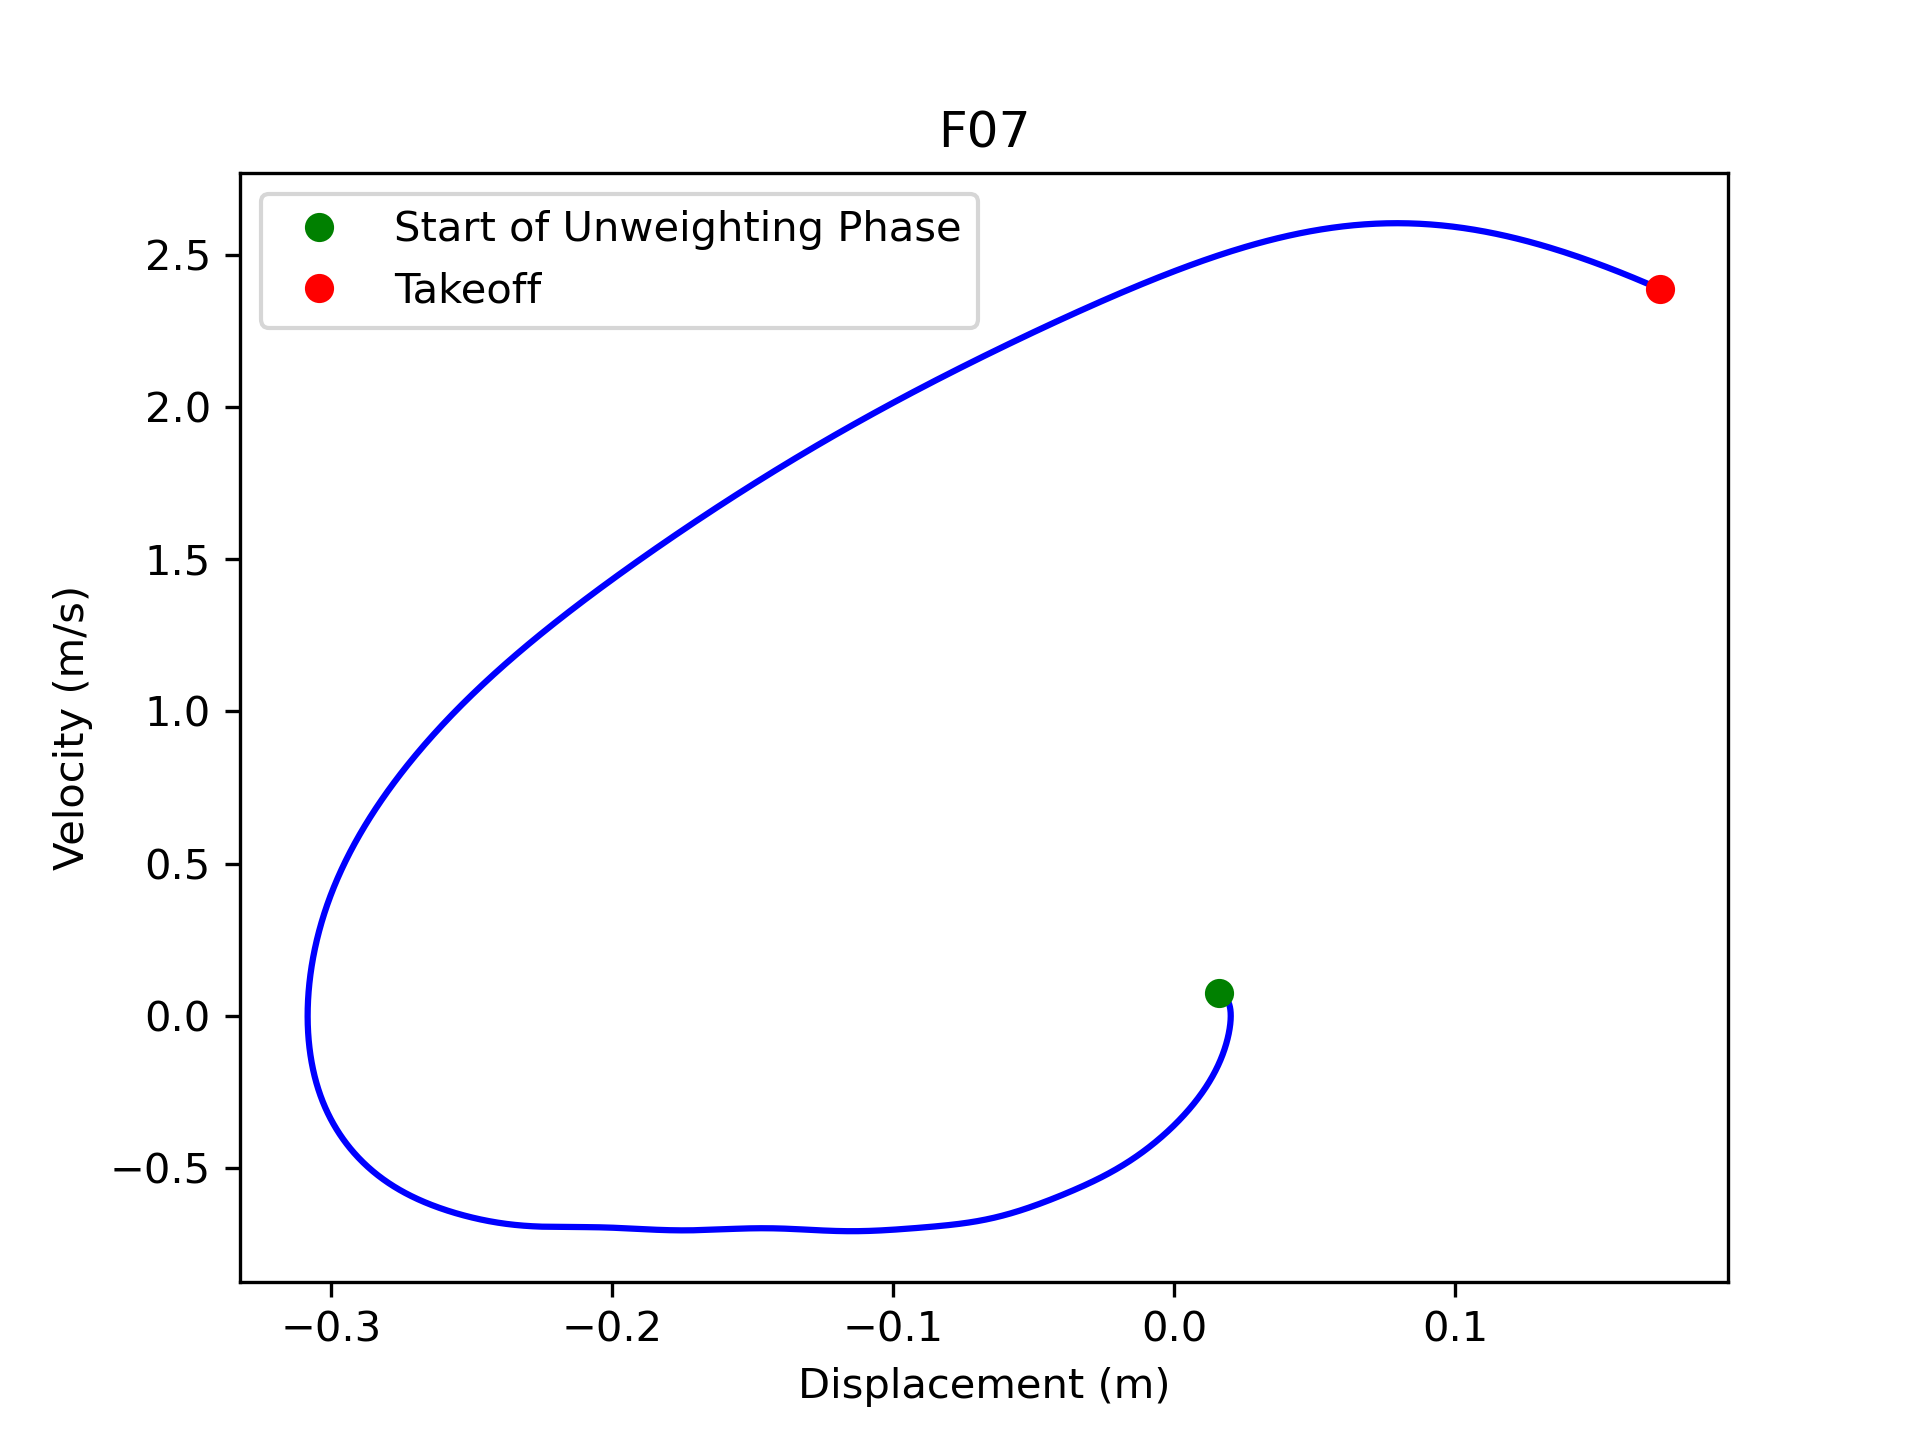 F07
Start of Unweighting Phase
Takeoff
2.5
2.0
1.5
1.0
0.5
0.0
−0.5
Velocity (m/s)
−0.3
−0.2
−0.1
0.0
0.1
Displacement (m)